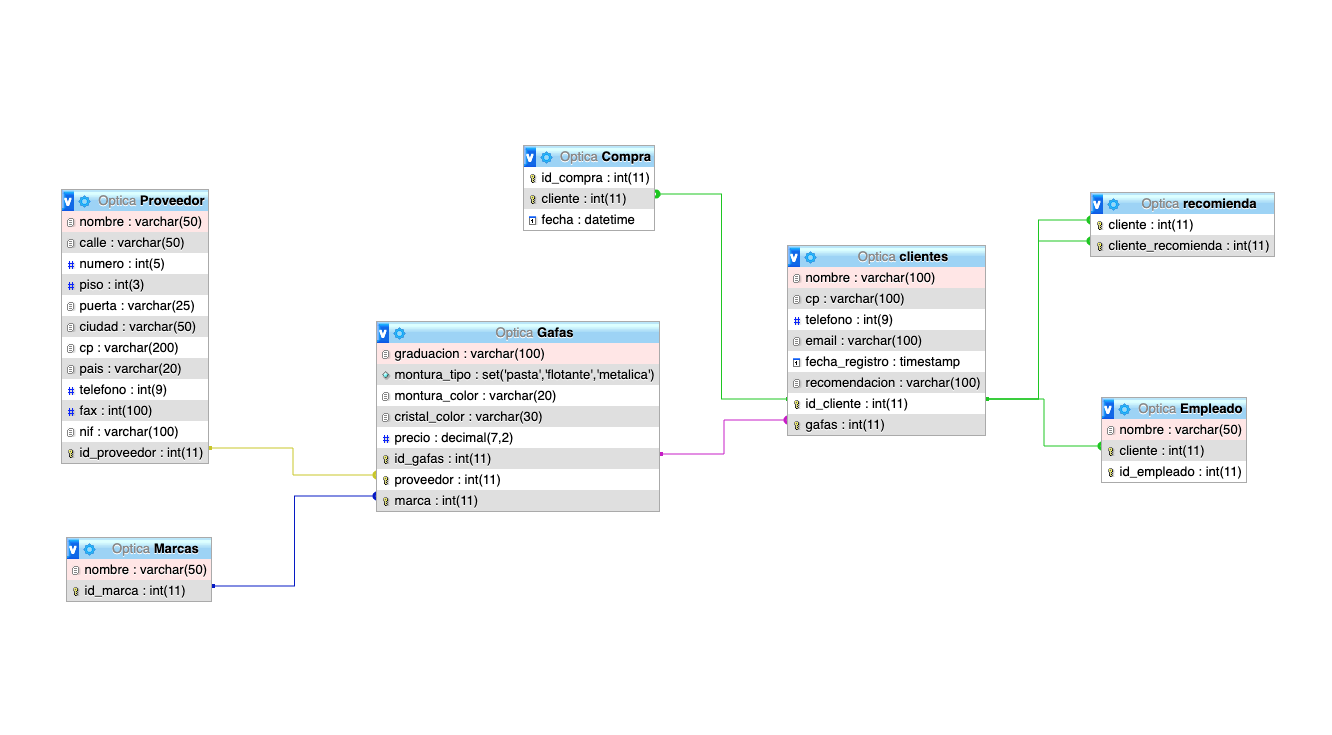 Optica Compra
id_compra : int(11)
cliente : int(11)
fecha : datetime
Optica Proveedor
nombre : varchar(50)
calle : varchar(50)
numero : int(5)
piso : int(3)
puerta : varchar(25)
ciudad : varchar(50)
cp : varchar(200)
pais : varchar(20)
telefono : int(9)
fax : int(100)
nif : varchar(100)
id_proveedor : int(11)
Optica recomienda
cliente : int(11)
cliente_recomienda : int(11)
Optica clientes
nombre : varchar(100)
cp : varchar(100)
telefono : int(9)
email : varchar(100)
fecha_registro : timestamp
recomendacion : varchar(100)
id_cliente : int(11)
gafas : int(11)
Optica Gafas
graduacion : varchar(100)
montura_tipo : set('pasta','flotante','metalica')
montura_color : varchar(20)
cristal_color : varchar(30)
precio : decimal(7,2)
id_gafas : int(11)
proveedor : int(11)
marca : int(11)
Optica Empleado
nombre : varchar(50)
cliente : int(11)
id_empleado : int(11)
Optica Marcas
nombre : varchar(50)
id_marca : int(11)